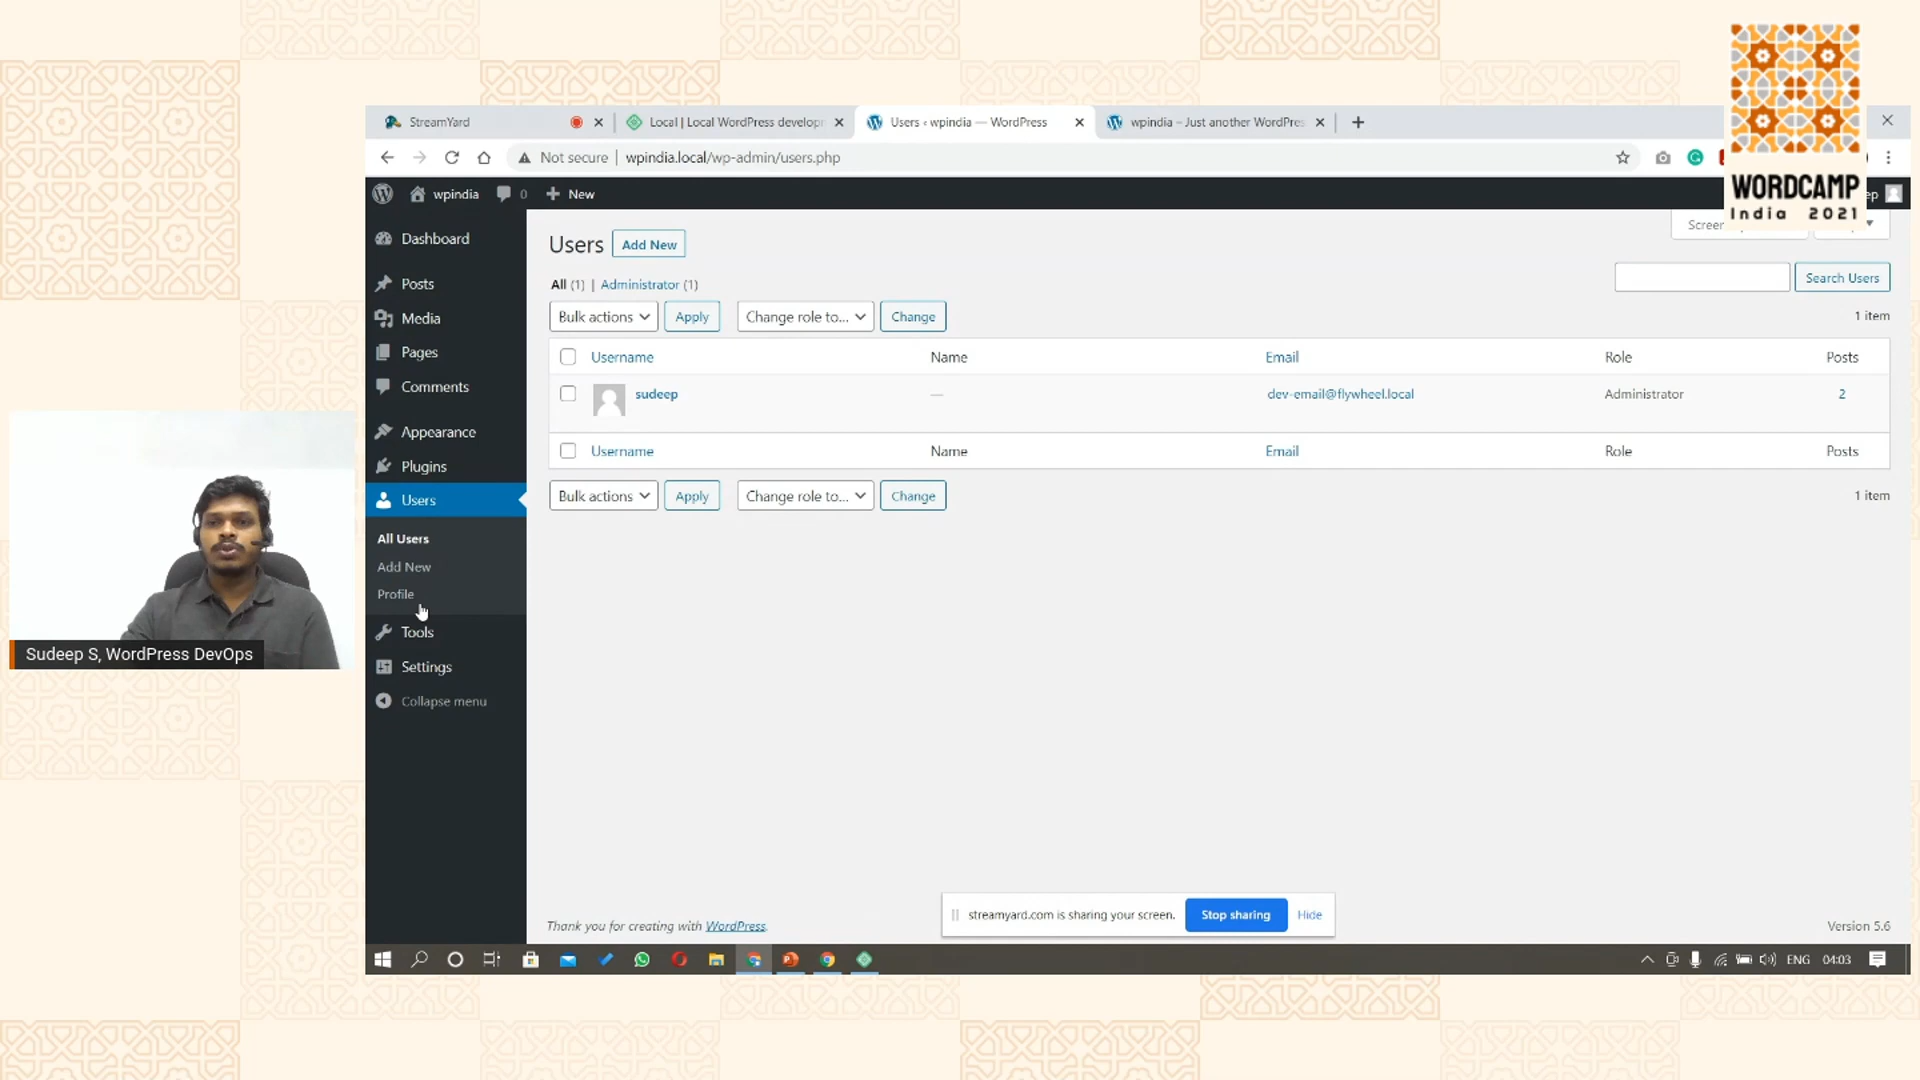 WORDCAMP
India 2021
StreamYard
Local | Local WordPress developr
Users ‹ wpindia — WordPress
wpindia – Just another WordPres
Not secure | wpindia.local/wp-admin/users.php
wpindia
0
New
ep
Dashboard
Posts
Media
Pages
Comments
Appearance
Plugins
Users
All Users
Add New
Profile
Tools
Settings
Collapse menu
Screen
Users
Add New
All (1) | Administrator (1)
Search Users
Bulk actions
Apply
Change role to...
Change
1 item
Username Name Email Role Posts
sudeep — dev-email@flywheel.local Administrator 2
Username Name Email Role Posts
Bulk actions
Apply
Change role to...
Change
1 item
Sudeep S, WordPress DevOps
Thank you for creating with WordPress.
streamyard.com is sharing your screen.
Stop sharing
Hide
Version 5.6
ENG
04:03